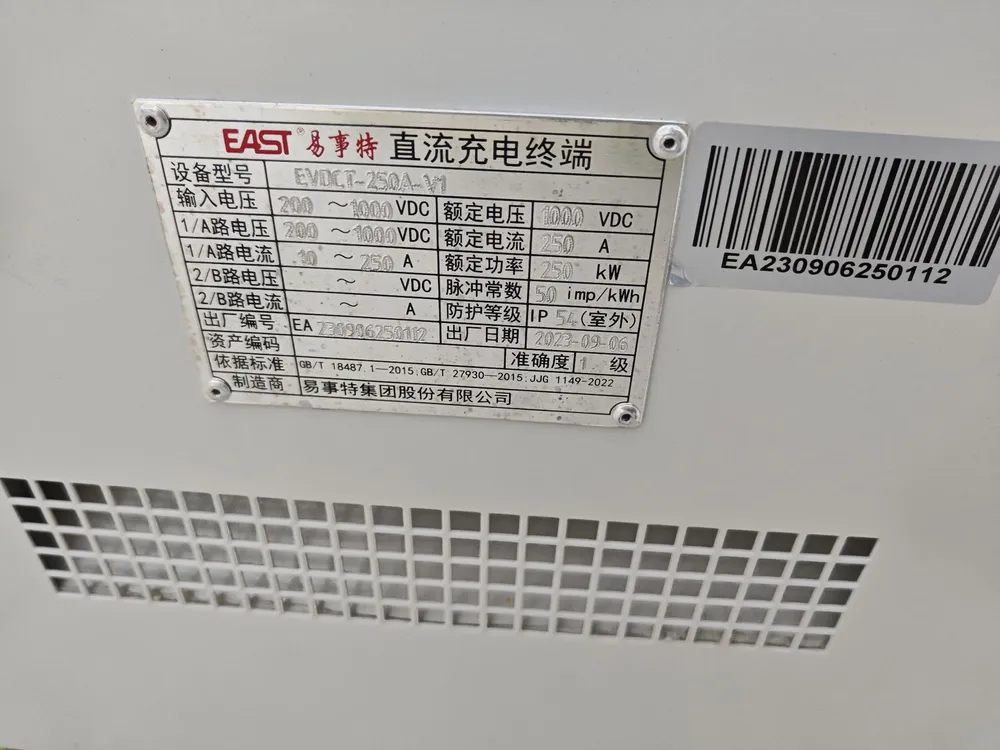 EAST® 易事特 直流充电终端
设备型号 EVDCT-250A-V1
输入电压 200 ~1000 VDC 额定电压 1000 VDC
1/A路电压 200 ~1000 VDC 额定电流 250 A
1/A路电流 10 ~ 250 A 额定功率 250 kW
2/B路电压 ~ VDC 脉冲常数 50 imp/kWh
2/B路电流 ~ A 防护等级 IP 54 (室外)
出厂编号 EA 230906250112 出厂日期 2023-09-06
资产编码 准确度 1 级
依据标准 GB/T 18487.1—2015;GB/T 27930—2015;JJG 1149-2022
制造商 易事特集团股份有限公司
EA230906250112